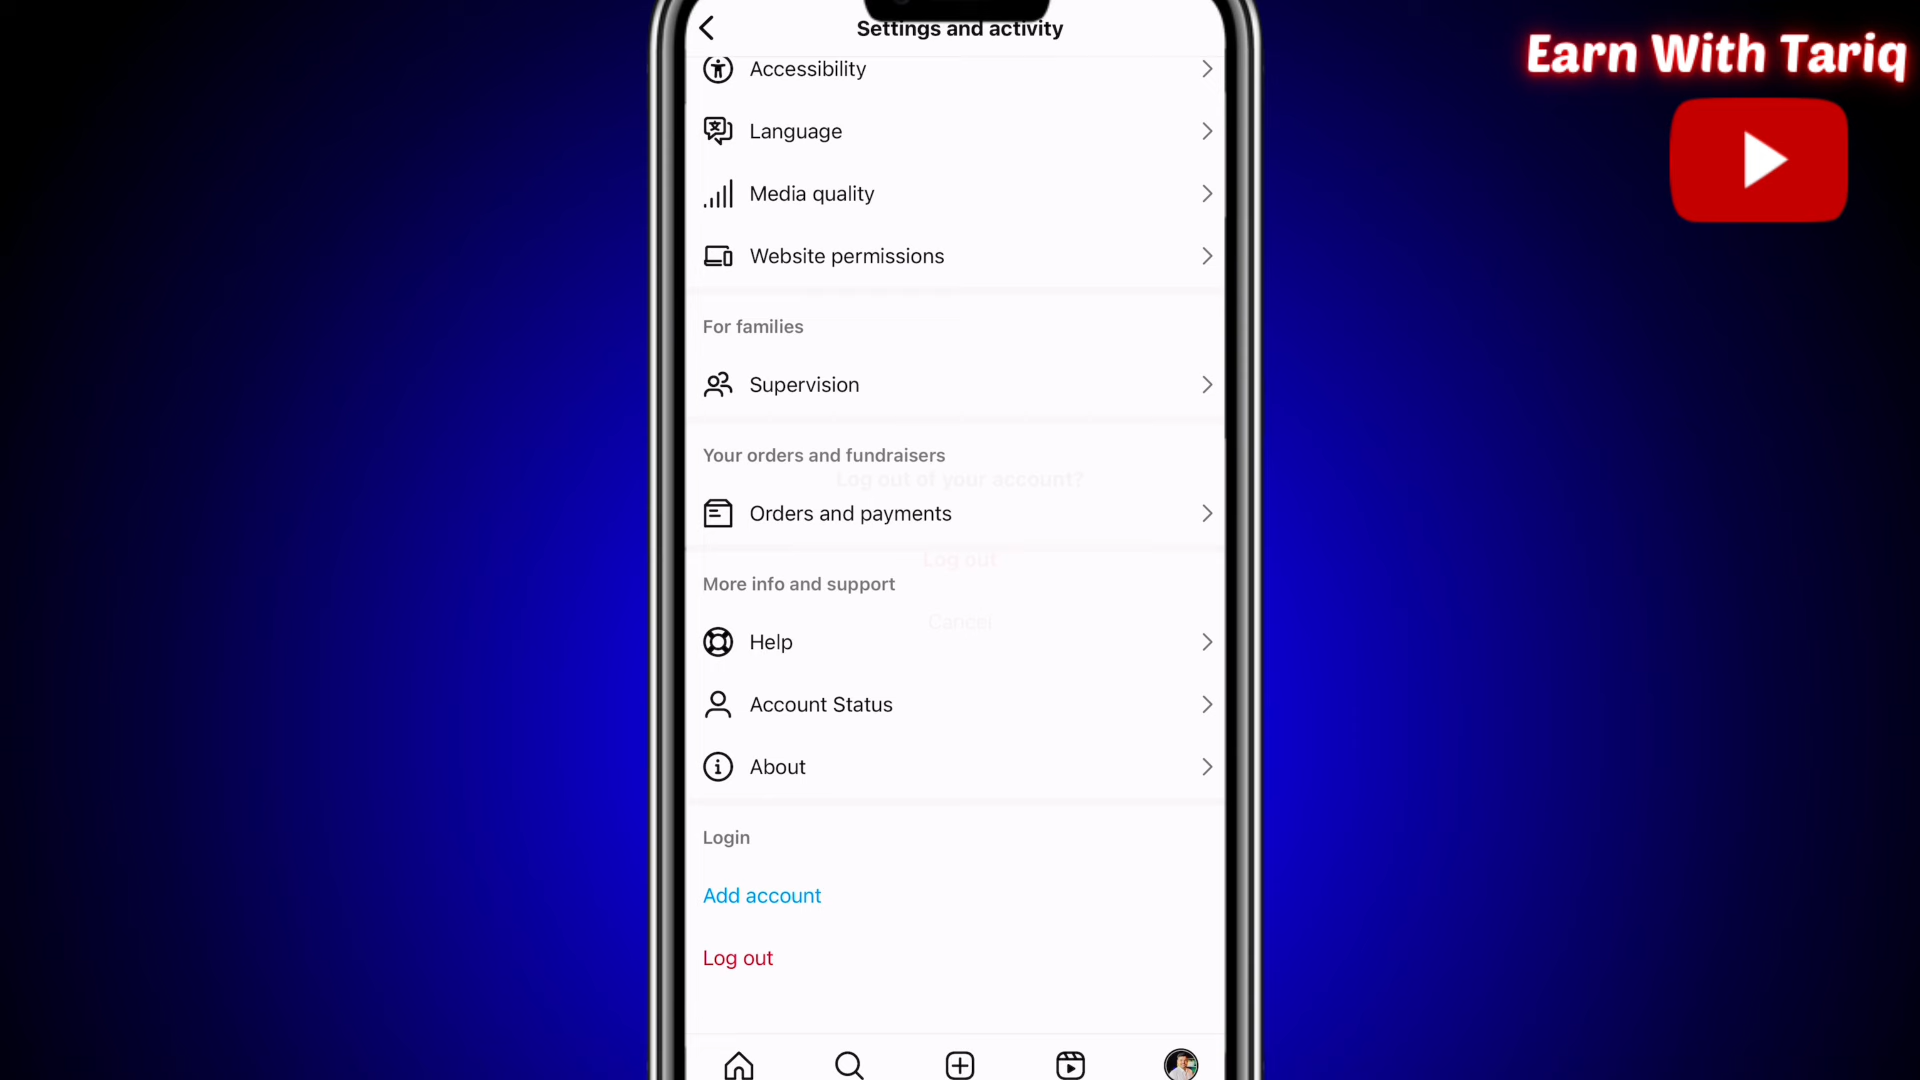 Settings and activity
Earn With Tariq
Accessibility
Language
Media quality
Website permissions
For families
Supervision
Your orders and fundraisers
Log out of your account?
Orders and payments
Log out
More info and support
Cancel
Help
Account Status
About
Login
Add account
Log out